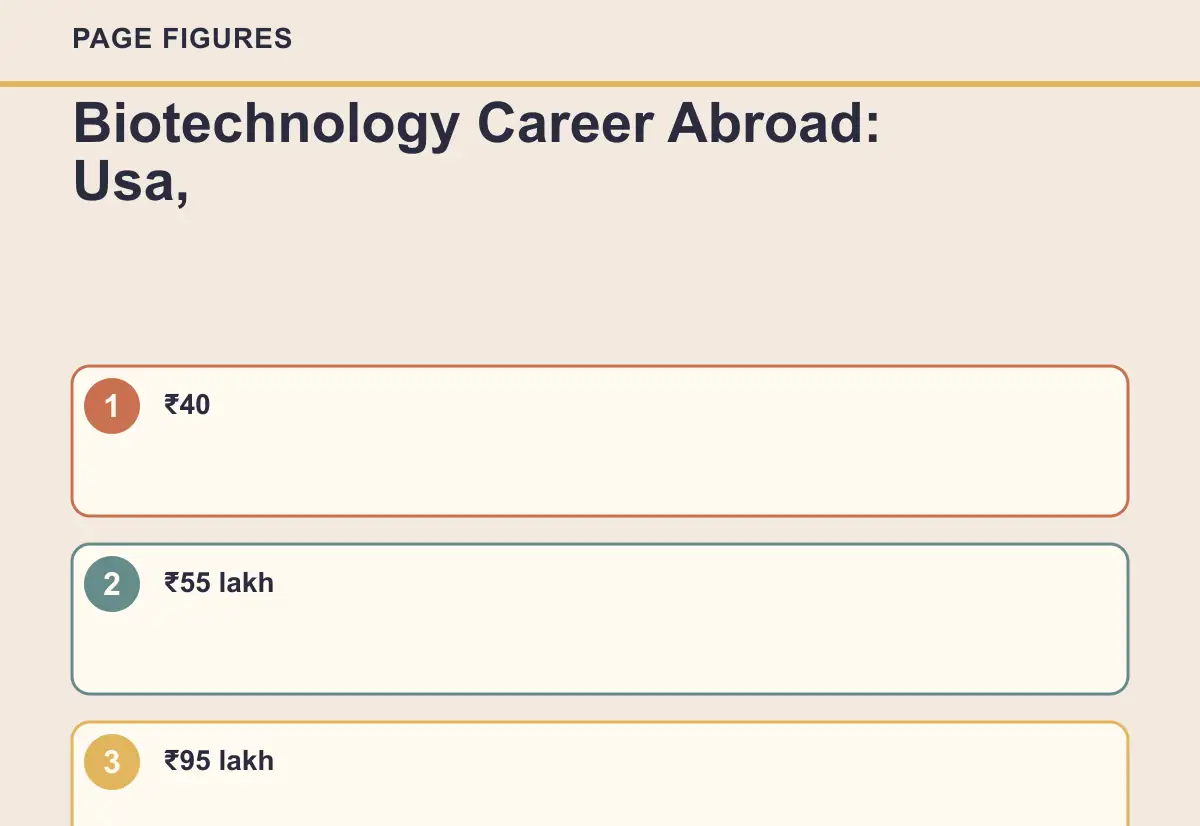 PAGE FIGURES
Biotechnology Career Abroad:
Usa,
1
₹40
2
₹55 lakh
3
₹95 lakh